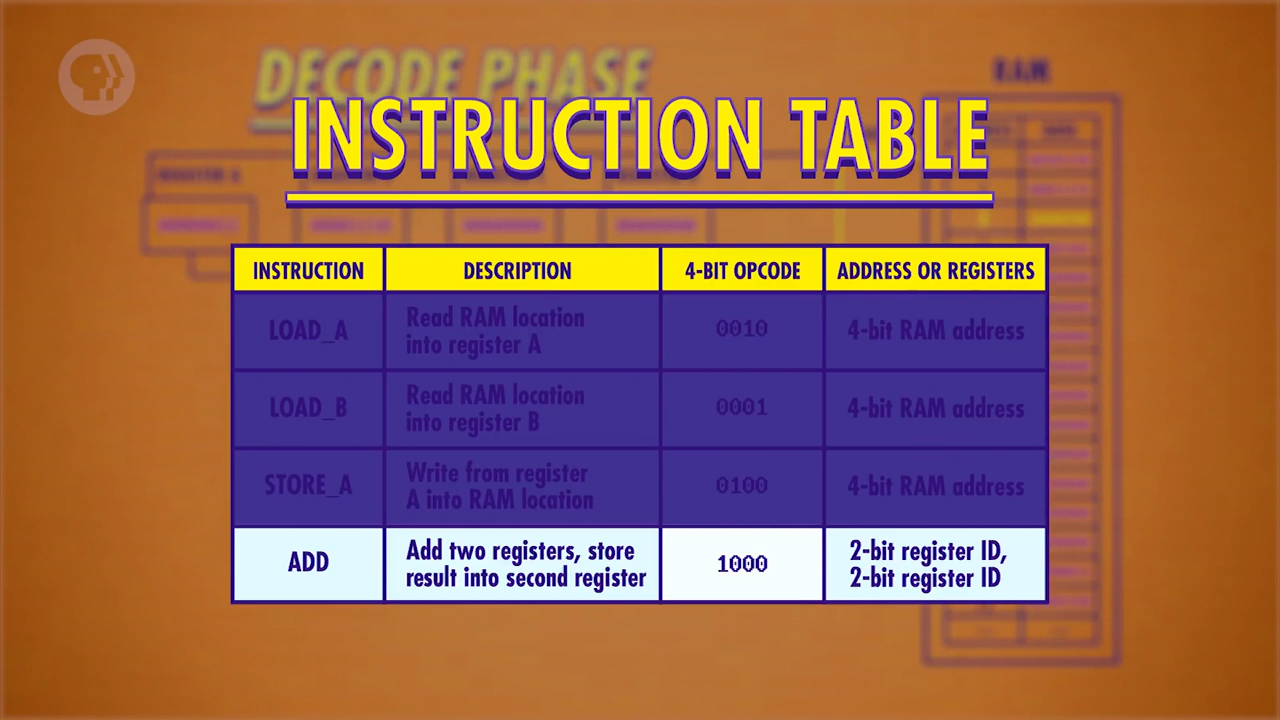 DECODE PHASE
RAM
INSTRUCTION TABLE
INSTRUCTION DESCRIPTION 4-BIT OPCODE ADDRESS OR REGISTERS
LOAD_A
Read RAM location
into register A
0010
4-bit RAM address
LOAD_B
Read RAM location
into register B
0001
4-bit RAM address
STORE_A
Write from register
A into RAM location
0100
4-bit RAM address
ADD
Add two registers, store
result into second register
1000
2-bit register ID,
2-bit register ID